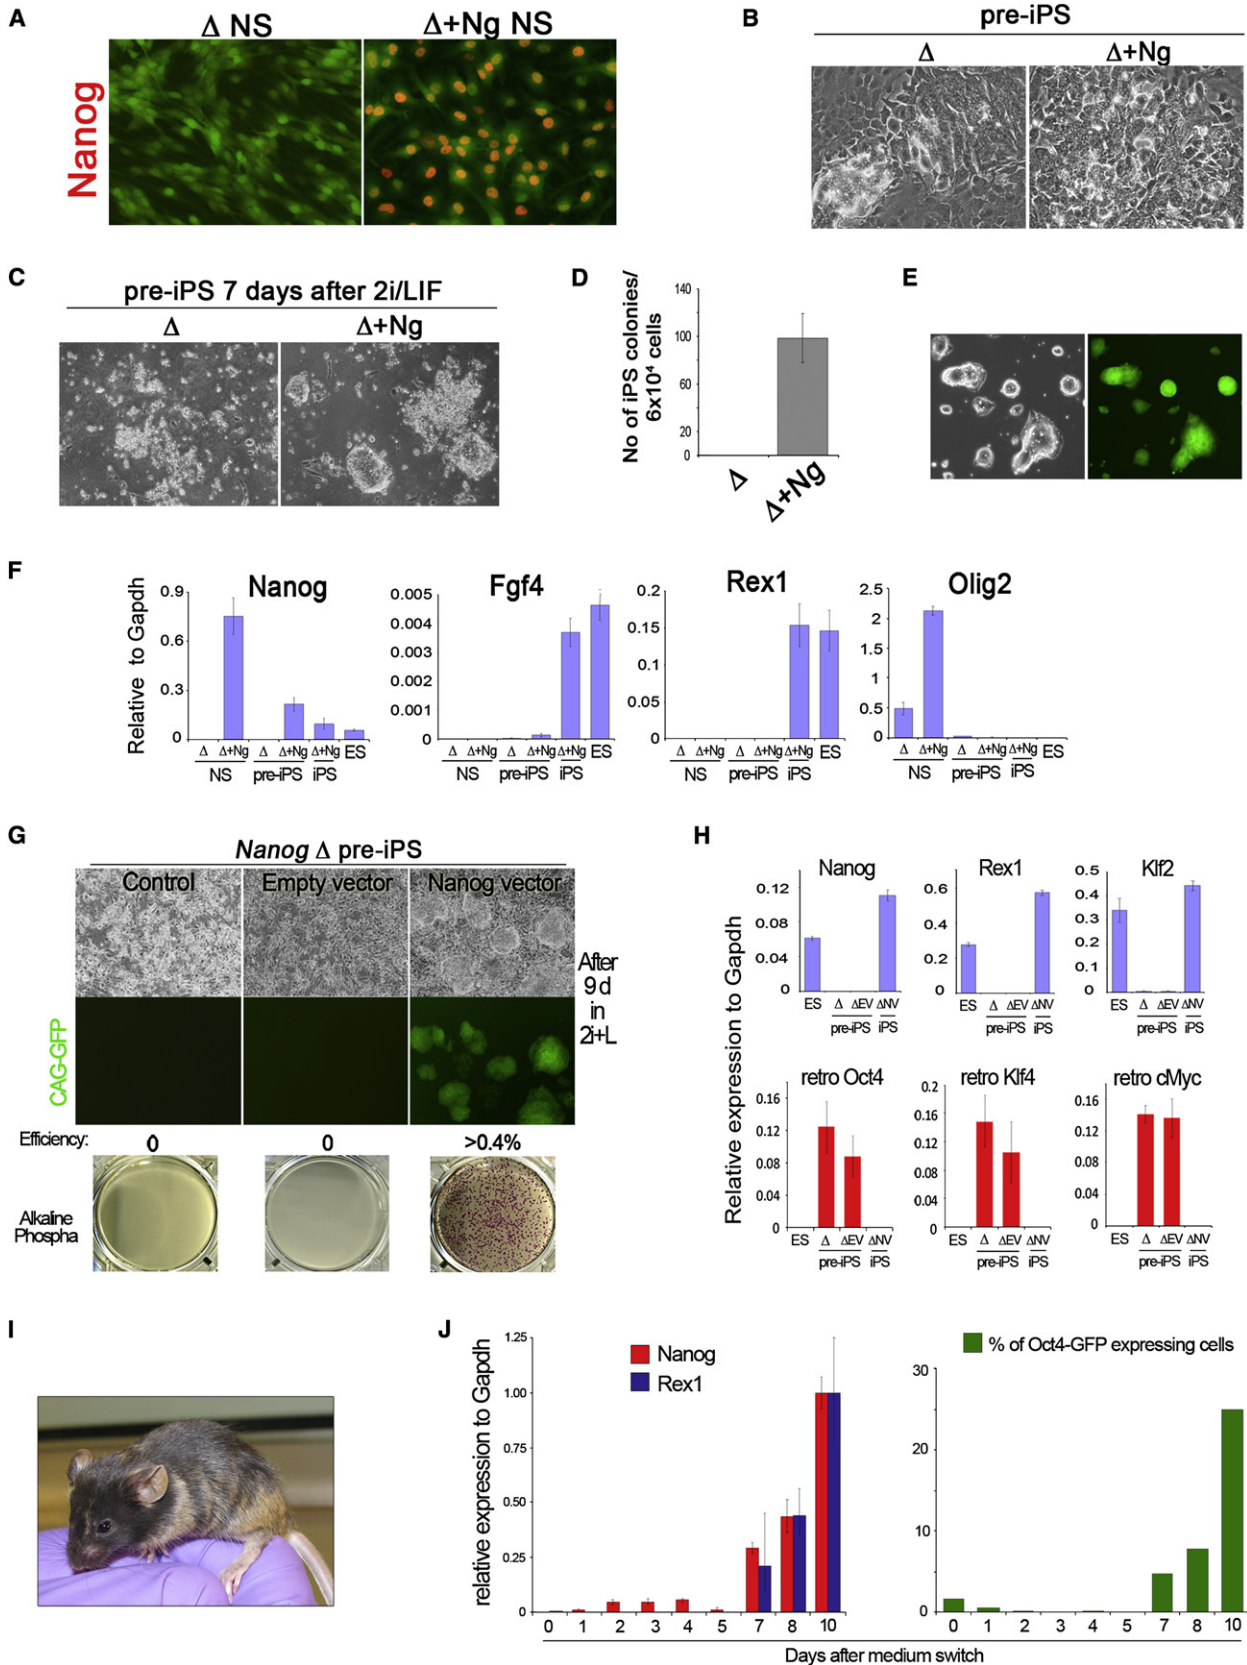 A
Δ NS
Δ+Ng NS
Nanog
B
pre-iPS
Δ
Δ+Ng
C
pre-iPS 7 days after 2i/LIF
Δ
Δ+Ng
D
No of iPS colonies/
6x10⁴ cells
140
100
60
20
0
Δ
Δ+Ng
E
F
Relative to Gapdh
Nanog
0.9
0.6
0.3
0
Δ Δ+Ng Δ Δ+Ng Δ+Ng ES
NS pre-iPS iPS
Fgf4
0.005
0.004
0.003
0.002
0.001
0
Δ Δ+Ng Δ Δ+Ng Δ+Ng ES
NS pre-iPS iPS
Rex1
0.2
0.15
0.1
0.05
0
Δ Δ+Ng Δ Δ+Ng Δ+Ng ES
NS pre-iPS iPS
Olig2
2.5
2
1.5
1
0.5
0
Δ Δ+Ng Δ Δ+Ng Δ+Ng ES
NS pre-iPS iPS
G
Nanog Δ pre-iPS
Control
Empty vector
Nanog vector
After
9 d
in
2i+L
CAG-GFP
Efficiency: 0 0 >0.4%
Alkaline
Phospha
H
Relative expression to Gapdh
Nanog
0.12
0.08
0.04
0
ES Δ ΔEV ΔNV
pre-iPS iPS
Rex1
0.6
0.4
0.2
0
ES Δ ΔEV ΔNV
pre-iPS iPS
Klf2
0.5
0.4
0.3
0.2
0.1
0
ES Δ ΔEV ΔNV
pre-iPS iPS
retro Oct4
0.16
0.12
0.08
0.04
0
ES Δ ΔEV ΔNV
pre-iPS iPS
retro Klf4
0.2
0.16
0.12
0.08
0.04
0
ES Δ ΔEV ΔNV
pre-iPS iPS
retro cMyc
0.16
0.12
0.08
0.04
0
ES Δ ΔEV ΔNV
pre-iPS iPS
I
J
relative expression to Gapdh
1.25
1.00
0.75
0.50
0.25
0
Nanog
Rex1
0 1 2 3 4 5 7 8 10
% of Oct4-GFP expressing cells
30
20
10
0
0 1 2 3 4 5 7 8 10
Days after medium switch